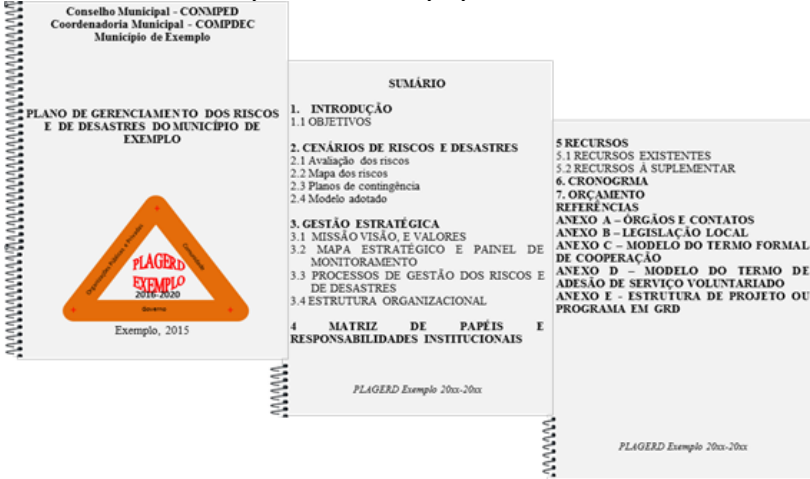 Conselho Municipal - CONMPED
Coordenadoria Municipal - COMPDEC
Município de Exemplo
PLANO DE GERENCIAMENTO DOS RISCOS
E DE DESASTRES DO MUNICÍPIO DE
EXEMPLO
Organizações Públicas e Privadas
Comunidade
PLAGERD
EXEMPLO
2016-2020
Governo
Exemplo, 2015
SUMÁRIO
1. INTRODUÇÃO
1.1 OBJETIVOS
2. CENÁRIOS DE RISCOS E DESASTRES
2.1 Avaliação dos riscos
2.2 Mapa dos riscos
2.3 Planos de contingência
2.4 Modelo adotado
3. GESTÃO ESTRATÉGICA
3.1 MISSÃO VISÃO, E VALORES
3.2 MAPA ESTRATÉGICO E PAINEL DE
MONITORAMENTO
3.3 PROCESSOS DE GESTÃO DOS RISCOS E
DE DESASTRES
3.4 ESTRUTURA ORGANIZACIONAL
4 MATRIZ DE PAPÉIS E
RESPONSABILIDADES INSTITUCIONAIS
PLAGERD Exemplo 20xx-20xx
5 RECURSOS
5.1 RECURSOS EXISTENTES
5.2 RECURSOS À SUPLEMENTAR
6. CRONOGRMA
7. ORÇAMENTO
REFERÊNCIAS
ANEXO A – ÓRGÃOS E CONTATOS
ANEXO B – LEGISLAÇÃO LOCAL
ANEXO C – MODELO DO TERMO FORMAL
DE COOPERAÇÃO
ANEXO D – MODELO DO TERMO DE
ADESÃO DE SERVIÇO VOLUNTARIADO
ANEXO E - ESTRUTURA DE PROJETO OU
PROGRAMA EM GRD
PLAGERD Exemplo 20xx-20xx